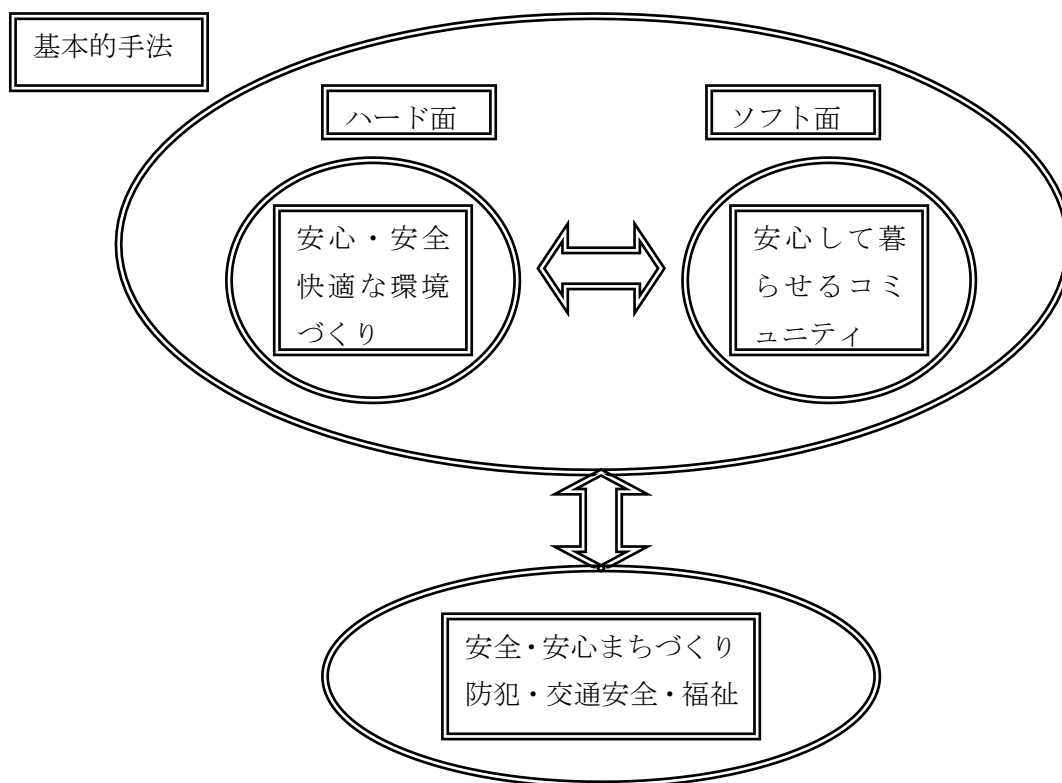 基本的手法
ハード面
ソフト面
安心・安全
快適な環境
づくり
安心して暮
らせるコミ
ュニティ
安全・安心まちづくり
防犯・交通安全・福祉